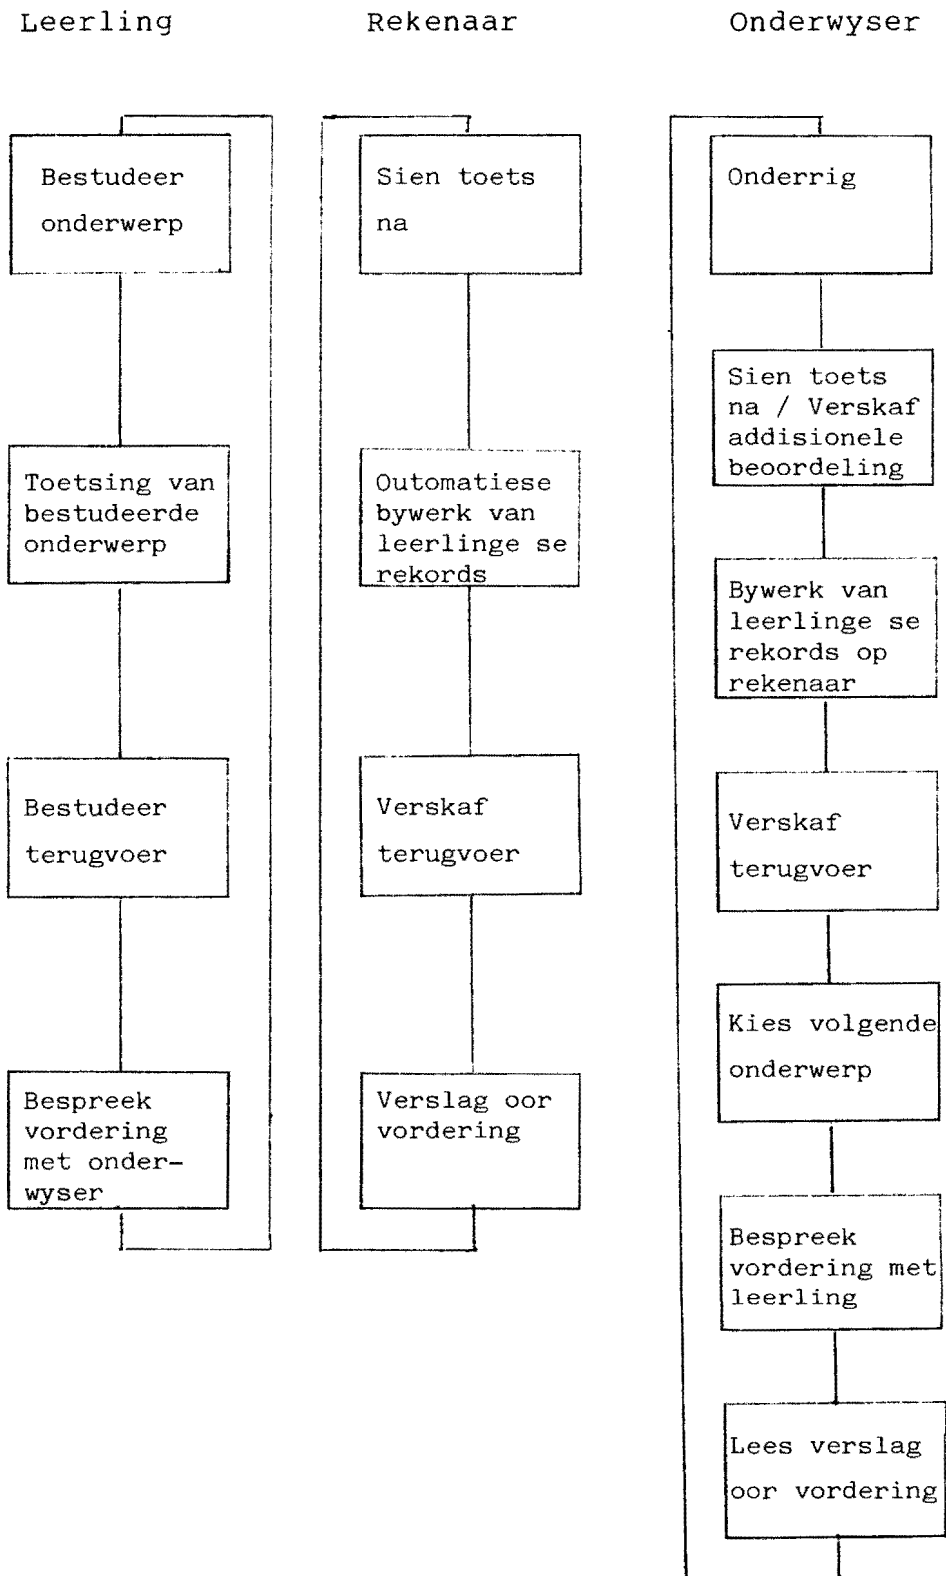 Leerling
Rekenaar
Onderwyser
Bestudeer
onderwerp
Toetsing van
bestudeerde
onderwerp
Bestudeer
terugvoer
Bespreek
vordering
met onder-
wyser
Sien toets
na
Outomatiese
bywerk van
leerlinge se
rekords
Verskaf
terugvoer
Verslag oor
vordering
Onderrig
Sien toets
na / Verskaf
addisionele
beoordeling
Bywerk van
leerlinge se
rekords op
rekenaar
Verskaf
terugvoer
Kies volgende
onderwerp
Bespreek
vordering met
leerling
Lees verslag
oor vordering